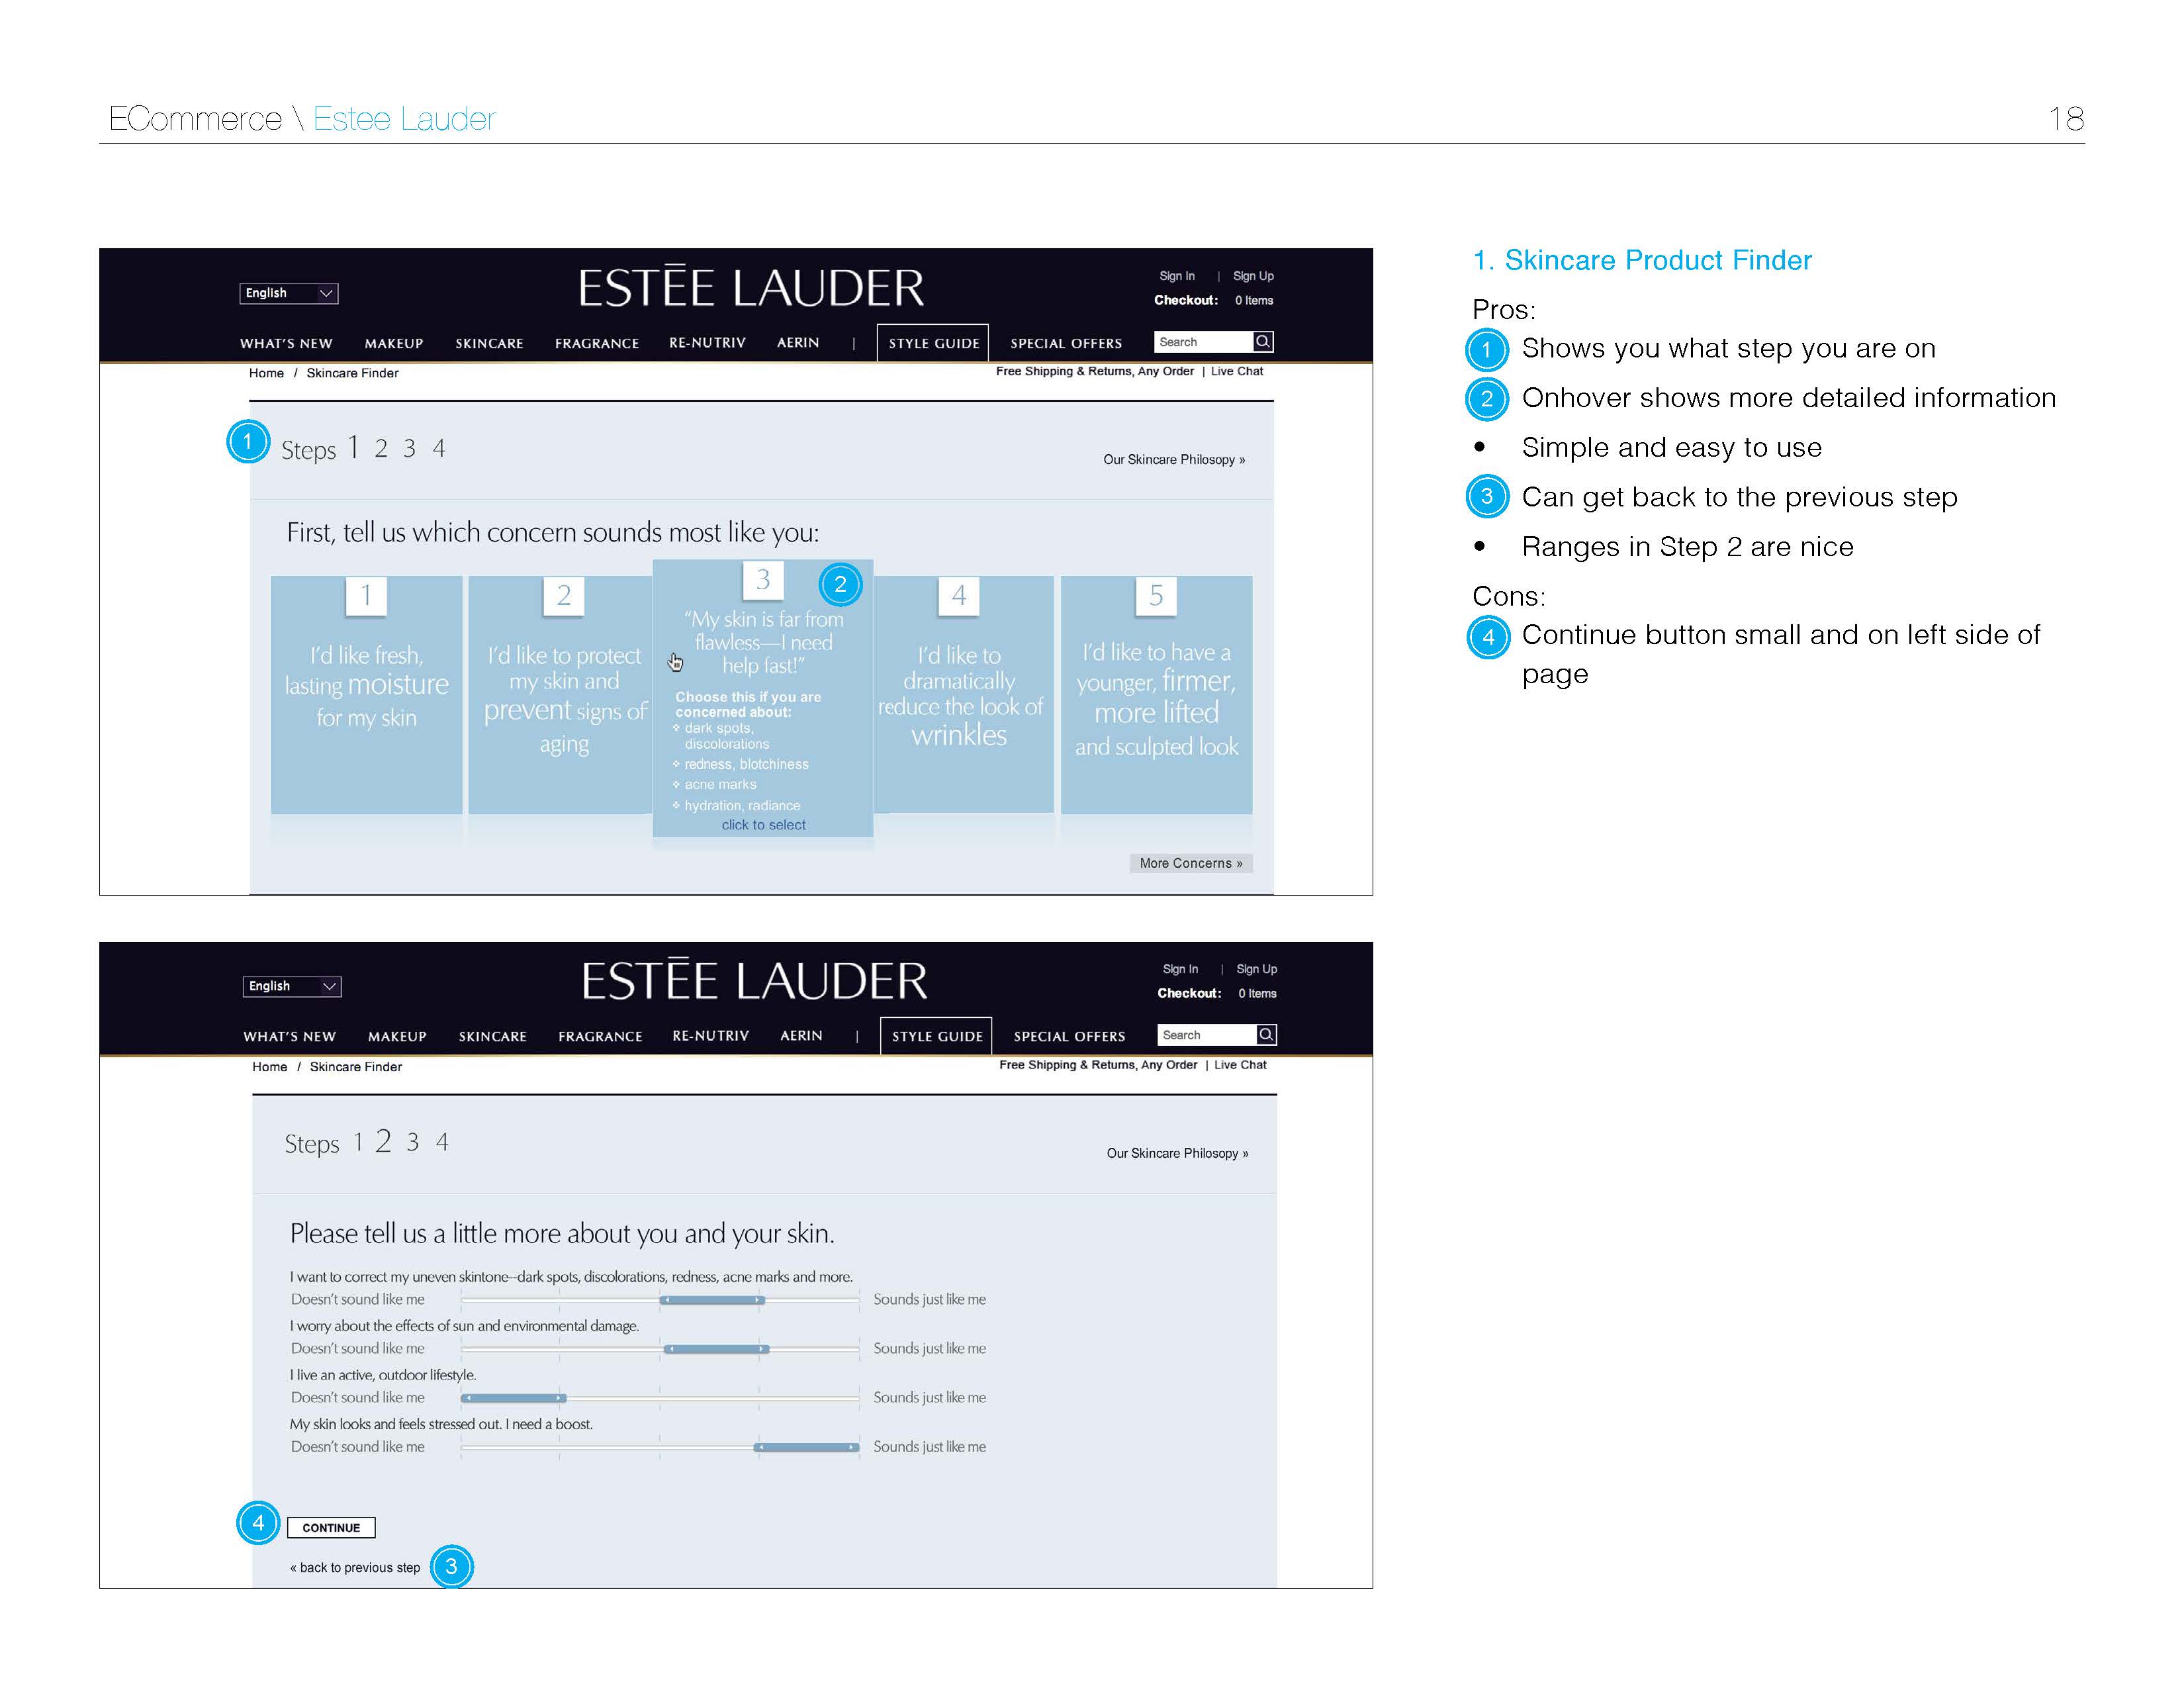 ECommerce \ Estee Lauder
18
English
ESTĒE LAUDER
Sign In | Sign Up
Checkout: 0 Items
WHAT'S NEW MAKEUP SKINCARE FRAGRANCE RE-NUTRIV AERIN | STYLE GUIDE SPECIAL OFFERS Search
Home / Skincare Finder
Free Shipping & Returns, Any Order | Live Chat
1 Steps 1 2 3 4
Our Skincare Philosopy »
First, tell us which concern sounds most like you:
1
I'd like fresh,
lasting moisture
for my skin
2
I'd like to protect
my skin and
prevent signs of
aging
3
2
"My skin is far from
flawless—I need
help fast!"
Choose this if you are
concerned about:
❖ dark spots,
discolorations
❖ redness, blotchiness
❖ acne marks
❖ hydration, radiance
click to select
4
I'd like to
dramatically
reduce the look of
wrinkles
5
I'd like to have a
younger, firmer,
more lifted
and sculpted look
More Concerns »
English
ESTĒE LAUDER
Sign In | Sign Up
Checkout: 0 Items
WHAT'S NEW MAKEUP SKINCARE FRAGRANCE RE-NUTRIV AERIN | STYLE GUIDE SPECIAL OFFERS Search
Home / Skincare Finder
Free Shipping & Returns, Any Order | Live Chat
Steps 1 2 3 4
Our Skincare Philosopy »
Please tell us a little more about you and your skin.
I want to correct my uneven skintone--dark spots, discolorations, redness, acne marks and more.
Doesn't sound like me Sounds just like me
I worry about the effects of sun and environmental damage.
Doesn't sound like me Sounds just like me
I live an active, outdoor lifestyle.
Doesn't sound like me Sounds just like me
My skin looks and feels stressed out. I need a boost.
Doesn't sound like me Sounds just like me
4 CONTINUE
« back to previous step 3
1. Skincare Product Finder
Pros:
1 Shows you what step you are on
2 Onhover shows more detailed information
• Simple and easy to use
3 Can get back to the previous step
• Ranges in Step 2 are nice
Cons:
4 Continue button small and on left side of
page